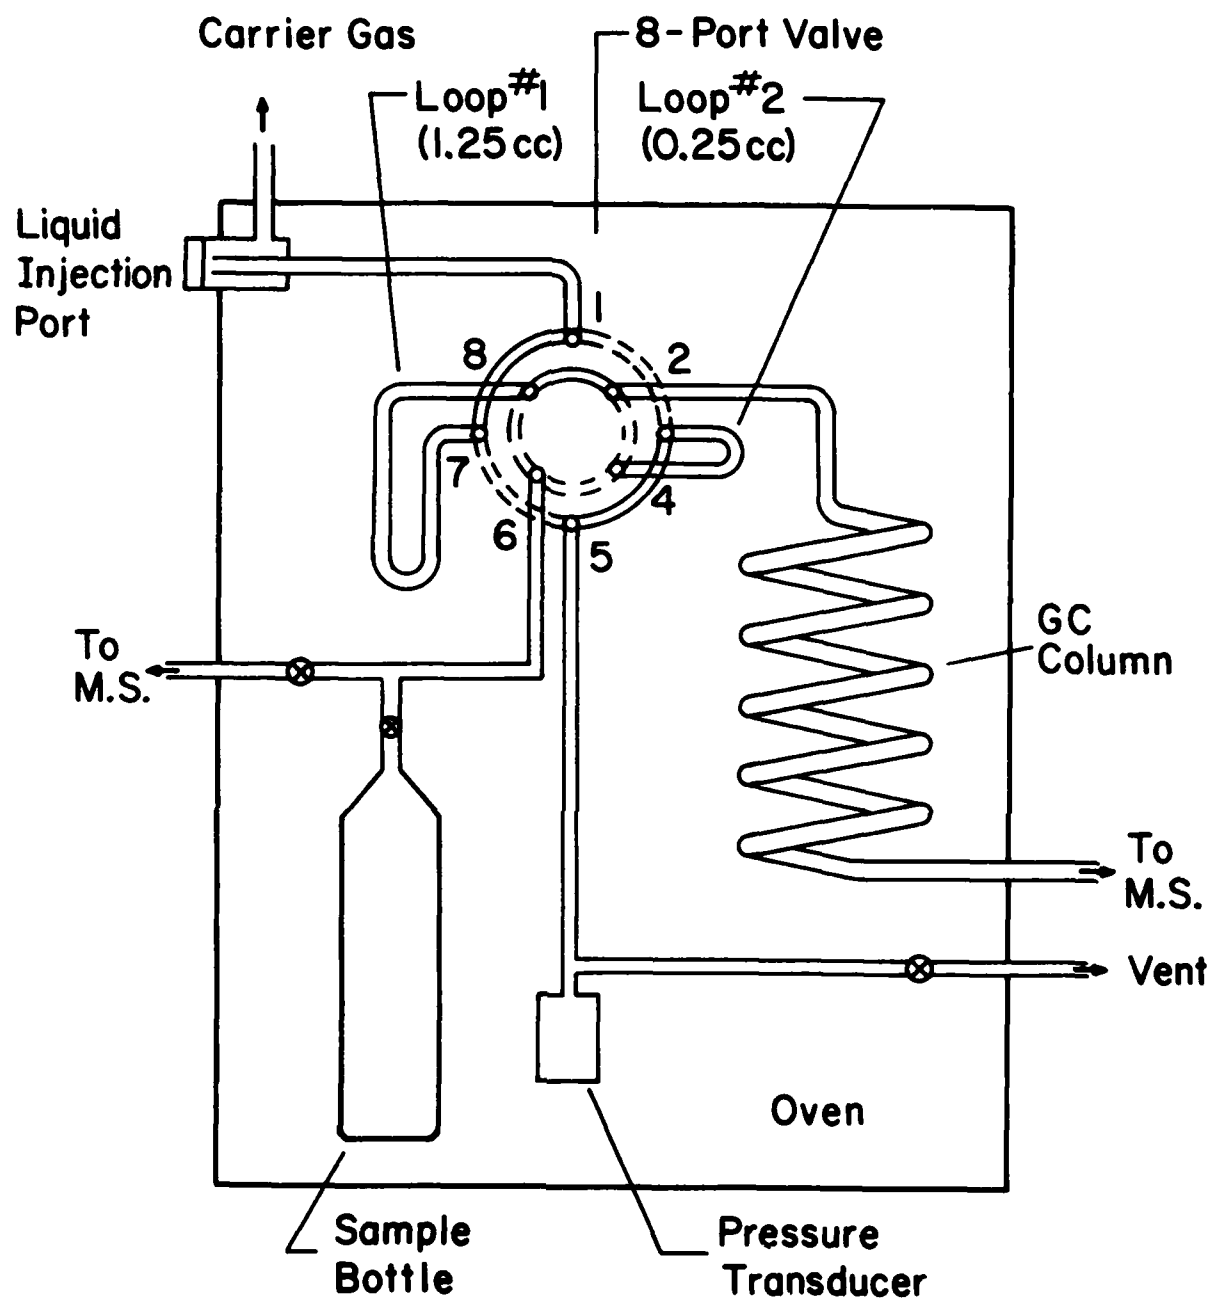 Carrier Gas
8-Port Valve
Loop #1
(1.25cc)
Loop #2
(0.25cc)
Liquid
Injection
Port
1
8
2
7
4
6
5
To
M.S.
GC
Column
To
M.S.
Vent
Oven
Sample
Bottle
Pressure
Transducer